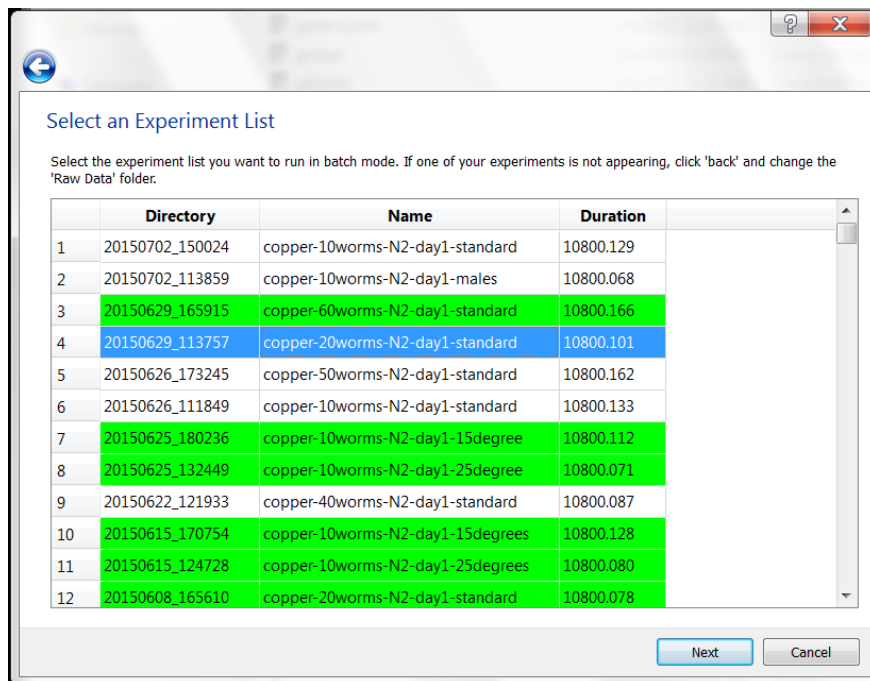 ?
X
Select an Experiment List
Select the experiment list you want to run in batch mode. If one of your experiments is not appearing, click 'back' and change the
'Raw Data' folder.
Directory Name Duration
1 20150702_150024 copper-10worms-N2-day1-standard 10800.129
2 20150702_113859 copper-10worms-N2-day1-males 10800.068
3 20150629_165915 copper-60worms-N2-day1-standard 10800.166
4 20150629_113757 copper-20worms-N2-day1-standard 10800.101
5 20150626_173245 copper-50worms-N2-day1-standard 10800.162
6 20150626_111849 copper-10worms-N2-day1-standard 10800.133
7 20150625_180236 copper-10worms-N2-day1-15degree 10800.112
8 20150625_132449 copper-10worms-N2-day1-25degree 10800.071
9 20150622_121933 copper-40worms-N2-day1-standard 10800.087
10 20150615_170754 copper-10worms-N2-day1-15degrees 10800.128
11 20150615_124728 copper-10worms-N2-day1-25degrees 10800.080
12 20150608_165610 copper-20worms-N2-day1-standard 10800.078
Next Cancel